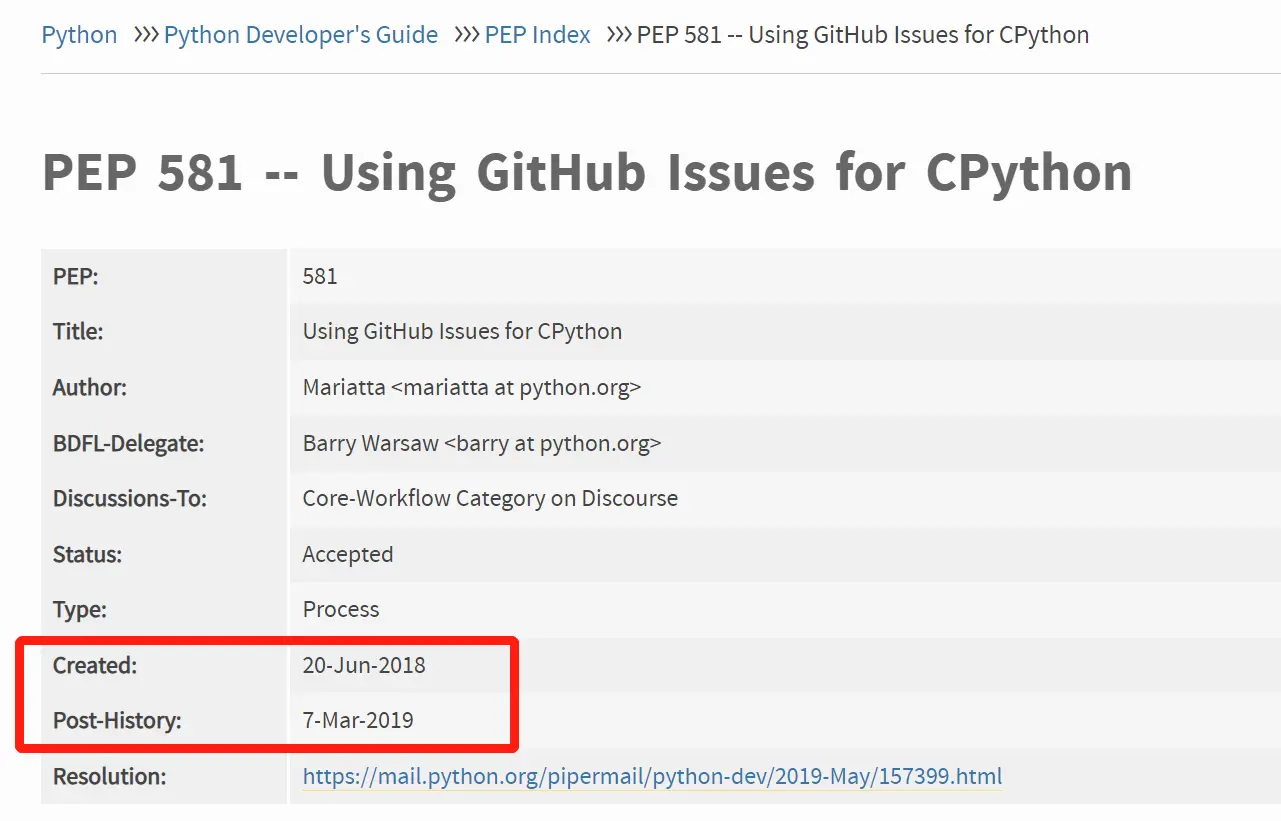 Python >>> Python Developer's Guide >>> PEP Index >>> PEP 581 -- Using GitHub Issues for CPython
PEP 581 -- Using GitHub Issues for CPython
PEP: 581
Title: Using GitHub Issues for CPython
Author: Mariatta <mariatta at python.org>
BDFL-Delegate: Barry Warsaw <barry at python.org>
Discussions-To: Core-Workflow Category on Discourse
Status: Accepted
Type: Process
Created: 20-Jun-2018
Post-History: 7-Mar-2019
Resolution: https://mail.python.org/pipermail/python-dev/2019-May/157399.html